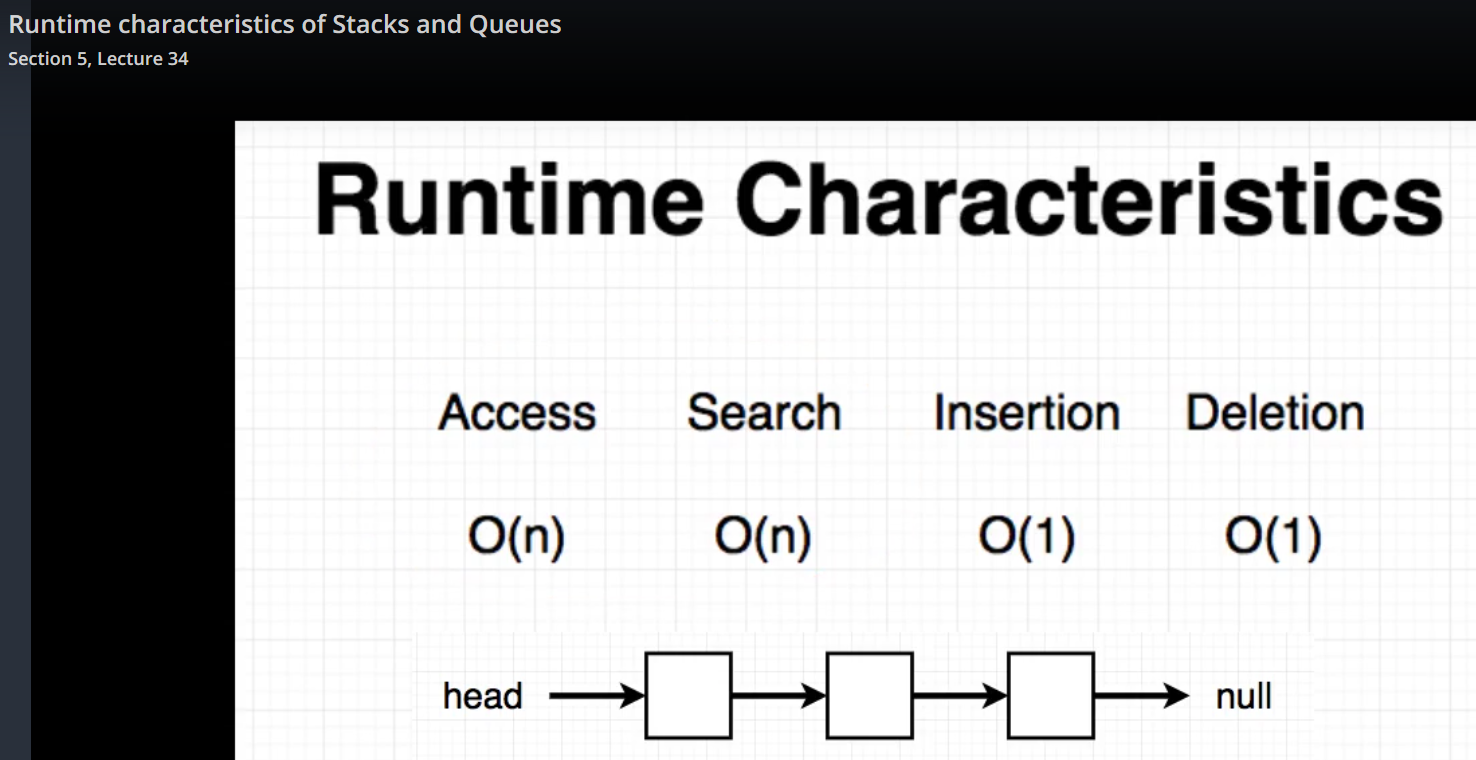 Runtime characteristics of Stacks and Queues
Section 5, Lecture 34
Runtime Characteristics
Access Search Insertion Deletion
O(n) O(n) O(1) O(1)
head null